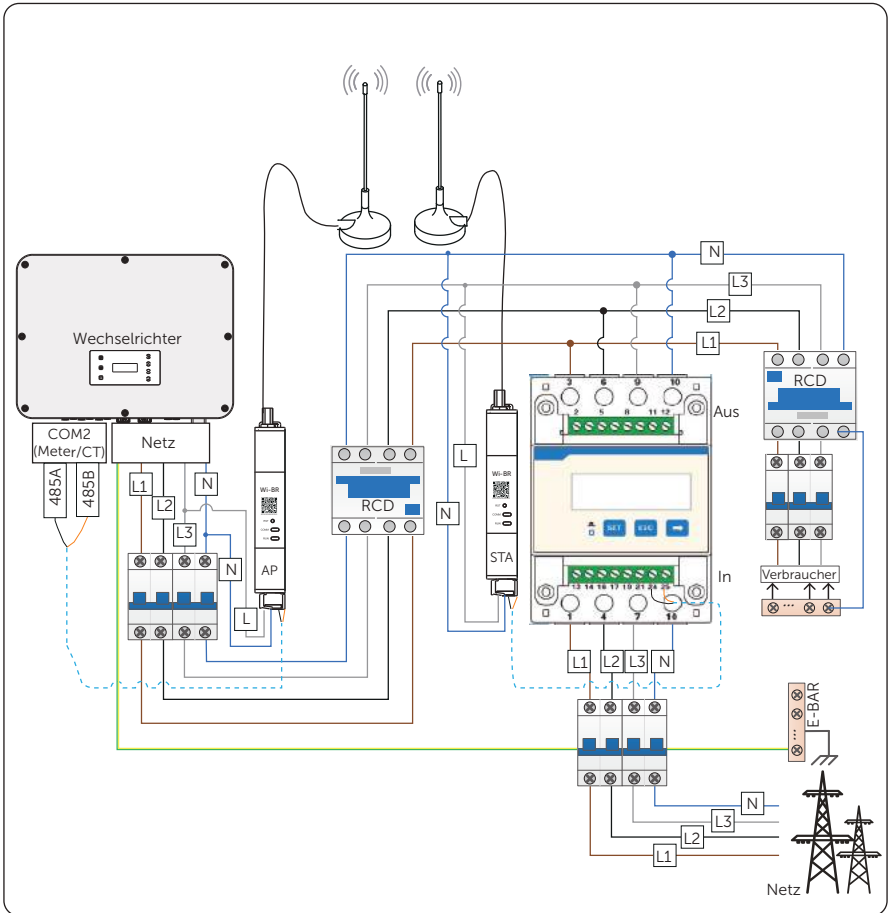 N
L3
L2
L1
Wechselrichter
COM2
(Meter/CT)
Netz
485A
485B
L1
L2
L3
N
N
L
Wi-BR
AP
RCD
L
N
Wi-BR
STA
3 6 9 10
2 5 8 11 12
Aus
SET
ESC
In
13 14 16 17 19 21 24 25
1 4 7 10
L1
L2
L3
N
RCD
Verbraucher
...
E-BAR
...
N
L3
L2
L1
Netz